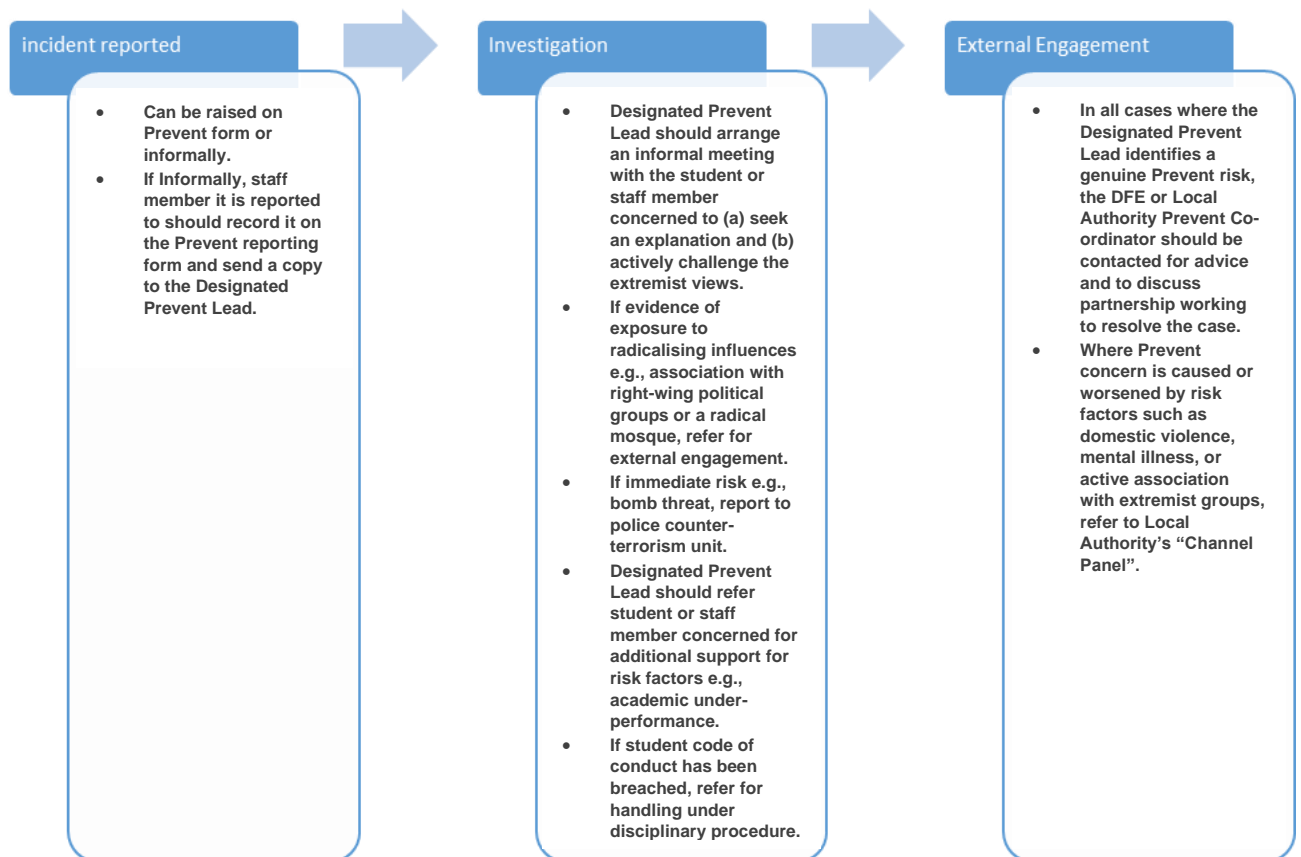 incident reported
• Can be raised on
Prevent form or
informally.
• If Informally, staff
member it is reported
to should record it on
the Prevent reporting
form and send a copy
to the Designated
Prevent Lead.
Investigation
• Designated Prevent
Lead should arrange
an informal meeting
with the student or
staff member
concerned to (a) seek
an explanation and (b)
actively challenge the
extremist views.
• If evidence of
exposure to
radicalising influences
e.g., association with
right-wing political
groups or a radical
mosque, refer for
external engagement.
• If immediate risk e.g.,
bomb threat, report to
police counter-
terrorism unit.
• Designated Prevent
Lead should refer
student or staff
member concerned for
additional support for
risk factors e.g.,
academic under-
performance.
• If student code of
conduct has been
breached, refer for
handling under
disciplinary procedure.
External Engagement
• In all cases where the
Designated Prevent
Lead identifies a
genuine Prevent risk,
the DFE or Local
Authority Prevent Co-
ordinator should be
contacted for advice
and to discuss
partnership working
to resolve the case.
• Where Prevent
concern is caused or
worsened by risk
factors such as
domestic violence,
mental illness, or
active association
with extremist groups,
refer to Local
Authority’s “Channel
Panel”.